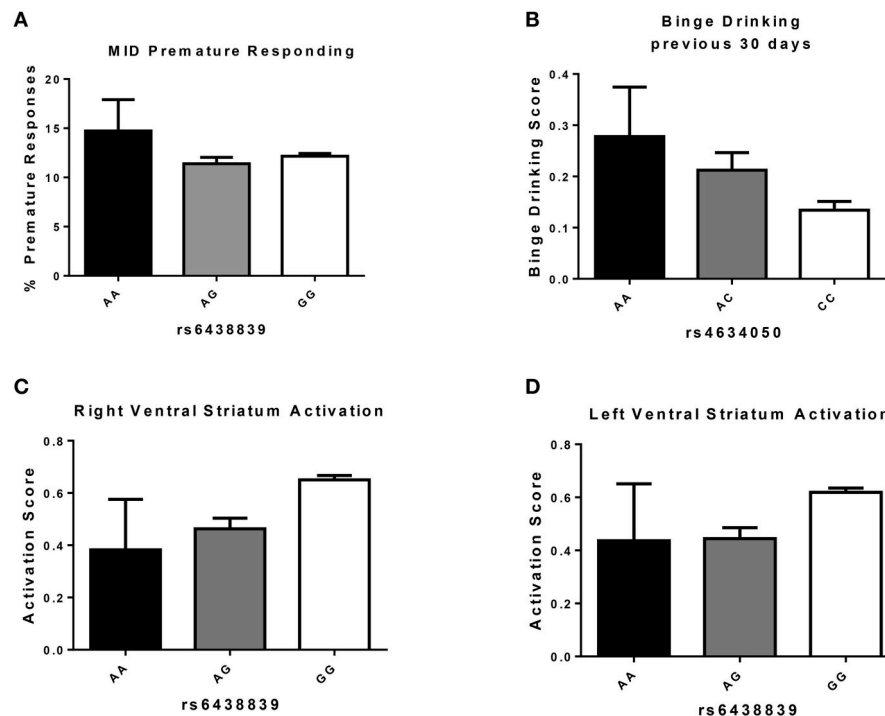 A
MID Premature Responding
% Premature Responses
20
15
10
5
0
AA
AG
GG
rs6438839
B
Binge Drinking
previous 30 days
Binge Drinking Score
0.4
0.3
0.2
0.1
0.0
AA
AC
CC
rs4634050
C
Right Ventral Striatum Activation
Activation Score
0.8
0.6
0.4
0.2
0.0
AA
AG
GG
rs6438839
D
Left Ventral Striatum Activation
Activation Score
0.8
0.6
0.4
0.2
0.0
AA
AG
GG
rs6438839